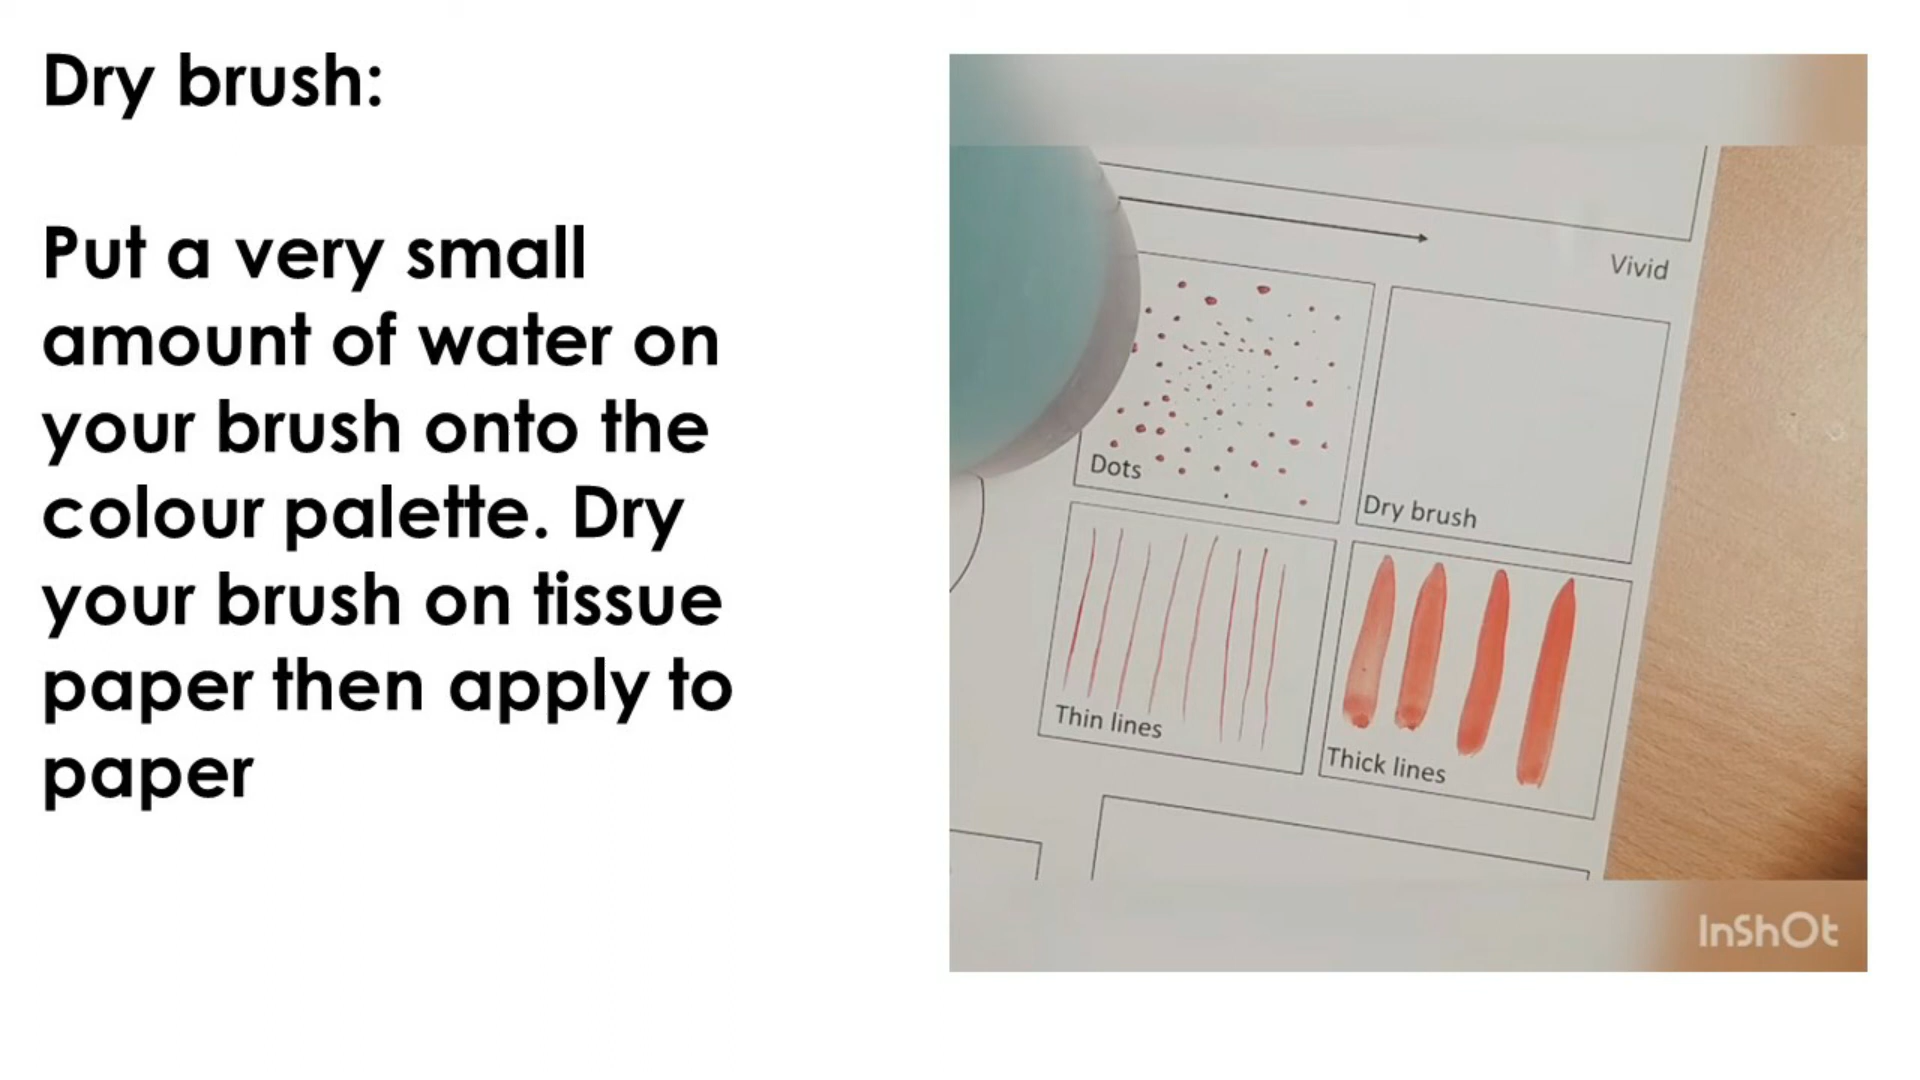 Dry brush:
Put a very small
amount of water on
your brush onto the
colour palette. Dry
your brush on tissue
paper then apply to
paper
Vivid
Dots
Dry brush
Thin lines
Thick lines
InShOt